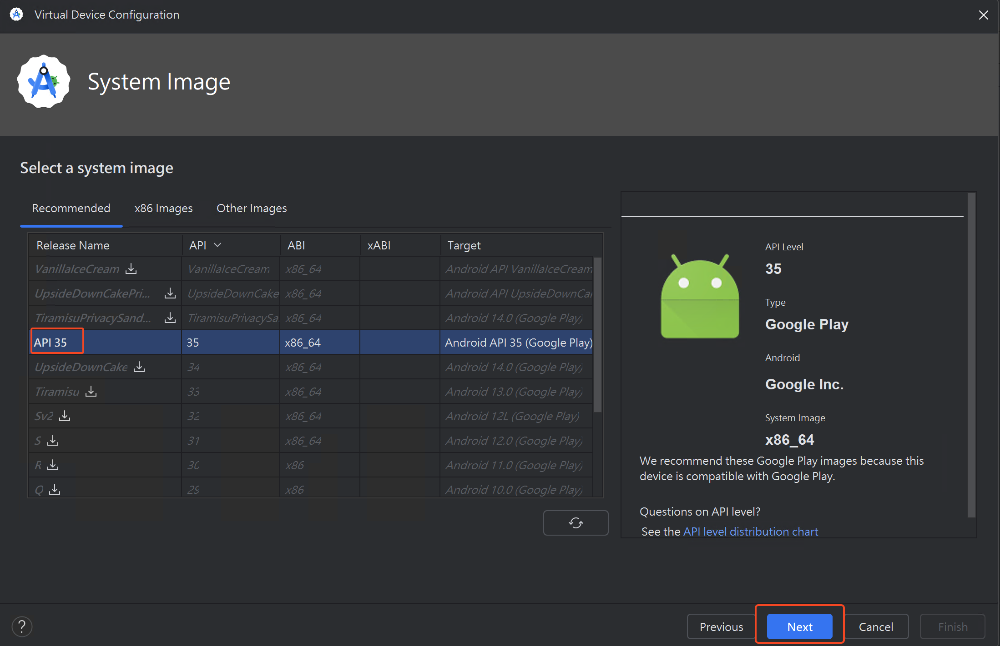 Virtual Device Configuration
System Image
Select a system image
Recommended x86 Images Other Images
Release Name API ABI xABI Target
VanillaIceCream VanillaIceCream x86_64 Android API VanillaIceCream
UpsideDownCakePri... UpsideDownCake x86_64 Android API UpsideDownCa
TiramisuPrivacySand... TiramisuPrivacySa x86_64 Android 14.0 (Google Play)
API 35 35 x86_64 Android API 35 (Google Play)
UpsideDownCake 34 x86_64 Android 14.0 (Google Play)
Tiramisu 33 x86_64 Android 13.0 (Google Play)
Sv2 32 x86_64 Android 12L (Google Play)
S 31 x86_64 Android 12.0 (Google Play)
R 30 x86 Android 11.0 (Google Play)
Q 29 x86 Android 10.0 (Google Play)
API Level
35
Type
Google Play
Android
Google Inc.
System Image
x86_64
We recommend these Google Play images because this
device is compatible with Google Play.
Questions on API level?
See the API level distribution chart
? Previous Next Cancel Finish